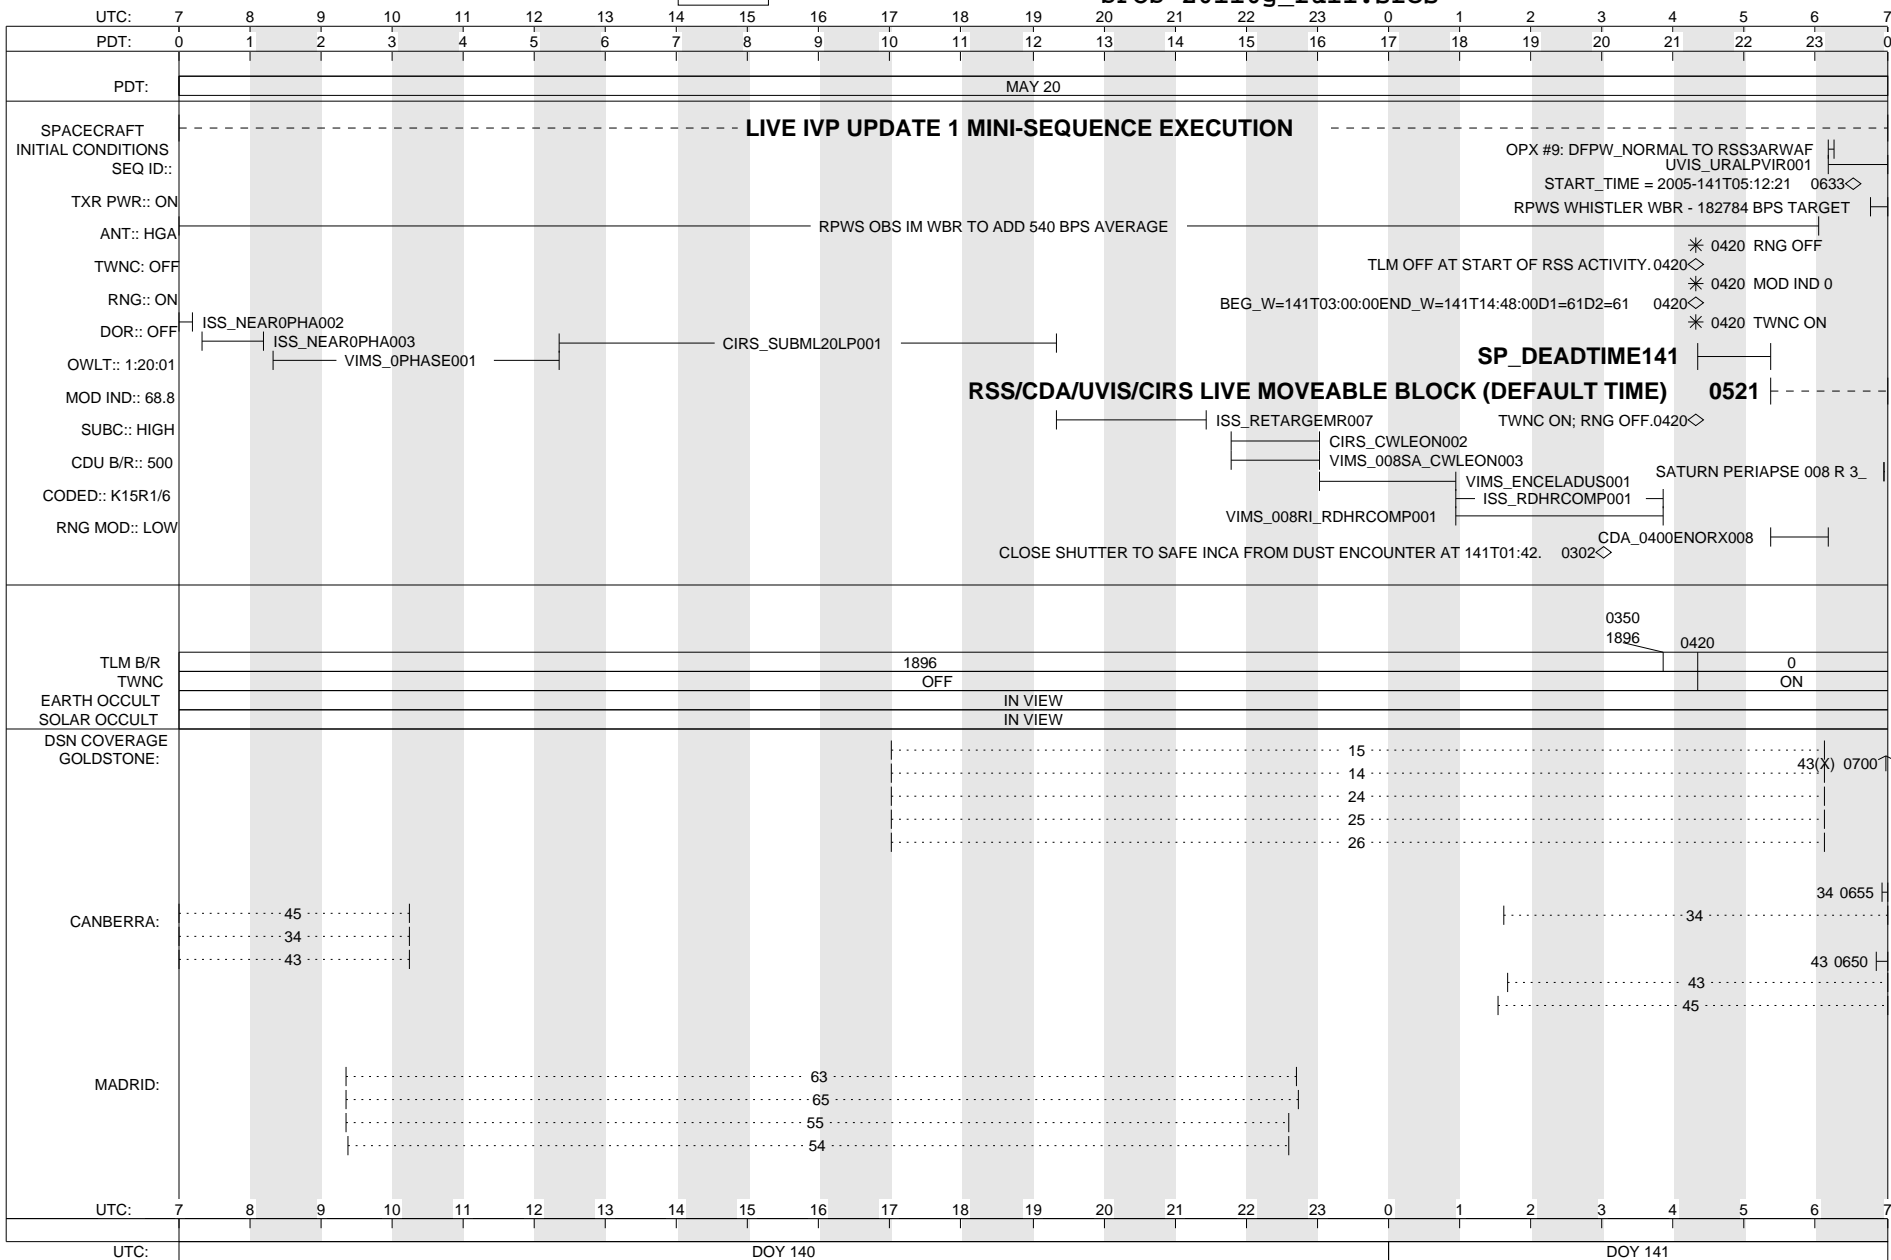 UTC: 7 8 9 10 11 12 13 14 15 16 17 18 19 20 21 22 23 0 1 2 3 4 5 6 7
PDT: 0 1 2 3 4 5 6 7 8 9 10 11 12 13 14 15 16 17 18 19 20 21 22 23 0
PDT: MAY 20
SPACECRAFT
INITIAL CONDITIONS
SEQ ID::
TXR PWR:: ON
ANT:: HGA
TWNC: OFF
RNG:: ON
DOR:: OFF
OWLT:: 1:20:01
MOD IND:: 68.8
SUBC:: HIGH
CDU B/R:: 500
CODED:: K15R1/6
RNG MOD:: LOW
LIVE IVP UPDATE 1 MINI-SEQUENCE EXECUTION
OPX #9: DFPW_NORMAL TO RSS3ARWAF
UVIS_URALPVIR001
START_TIME = 2005-141T05:12:21 0633
RPWS WHISTLER WBR - 182784 BPS TARGET
RPWS OBS IM WBR TO ADD 540 BPS AVERAGE
0420 RNG OFF
TLM OFF AT START OF RSS ACTIVITY.0420
0420 MOD IND 0
BEG_W=141T03:00:00END_W=141T14:48:00D1=61D2=61 0420
ISS_NEAR0PHA002
0420 TWNC ON
ISS_NEAR0PHA003
CIRS_SUBML20LP001
VIMS_0PHASE001
SP_DEADTIME141
RSS/CDA/UVIS/CIRS LIVE MOVEABLE BLOCK (DEFAULT TIME) 0521
ISS_RETARGEMR007
TWNC ON; RNG OFF.0420
CIRS_CWLEON002
VIMS_008SA_CWLEON003
SATURN PERIAPSE 008 R 3_
VIMS_ENCELADUS001
ISS_RDHRCOMP001
VIMS_008RI_RDHRCOMP001
CDA_0400ENORX008
CLOSE SHUTTER TO SAFE INCA FROM DUST ENCOUNTER AT 141T01:42. 0302
0350
1896
0420
TLM B/R 1896 0
TWNC OFF ON
EARTH OCCULT IN VIEW
SOLAR OCCULT IN VIEW
DSN COVERAGE
GOLDSTONE:
15
43(X) 0700
14
24
25
26
CANBERRA:
34 0655
45
34
34
43
43 0650
43
45
MADRID:
63
65
55
54
UTC: 7 8 9 10 11 12 13 14 15 16 17 18 19 20 21 22 23 0 1 2 3 4 5 6 7
UTC: DOY 140 DOY 141